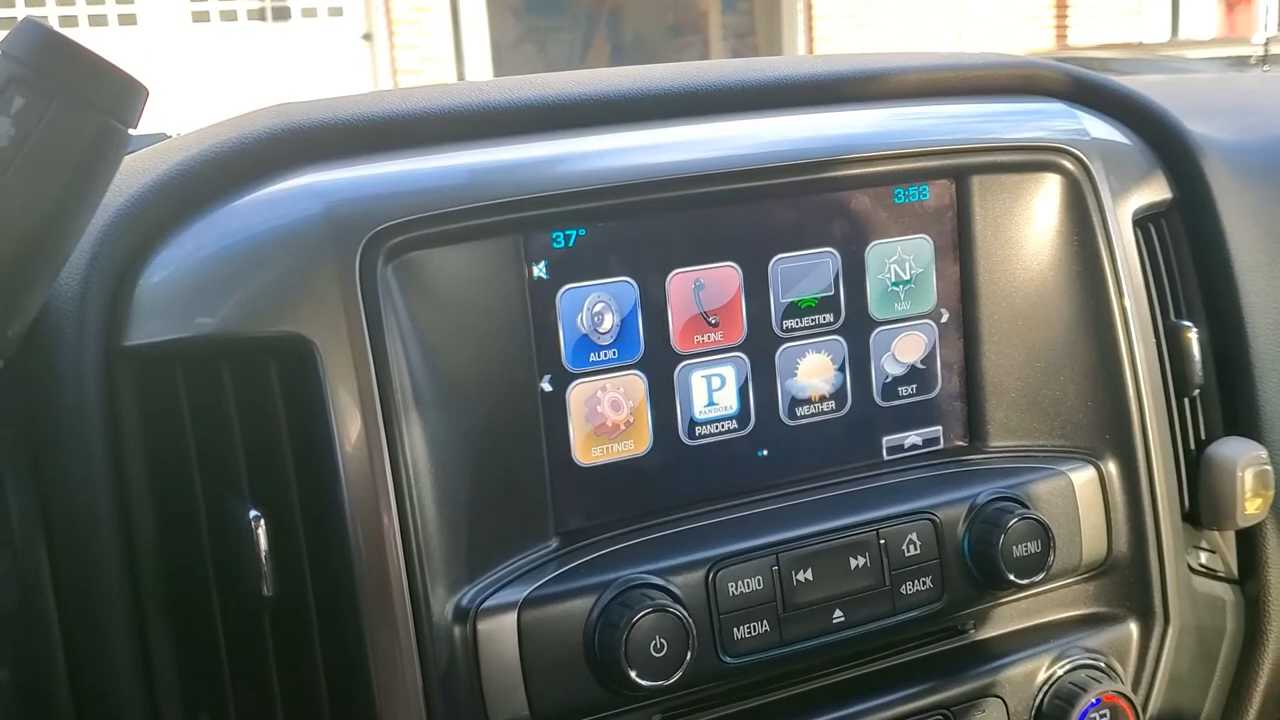 3:53
37°
AUDIO
PHONE
PROJECTION
N
NAV
SETTINGS
P
PANDORA
PANDORA
WEATHER
TEXT
RADIO
MEDIA
BACK
MENU